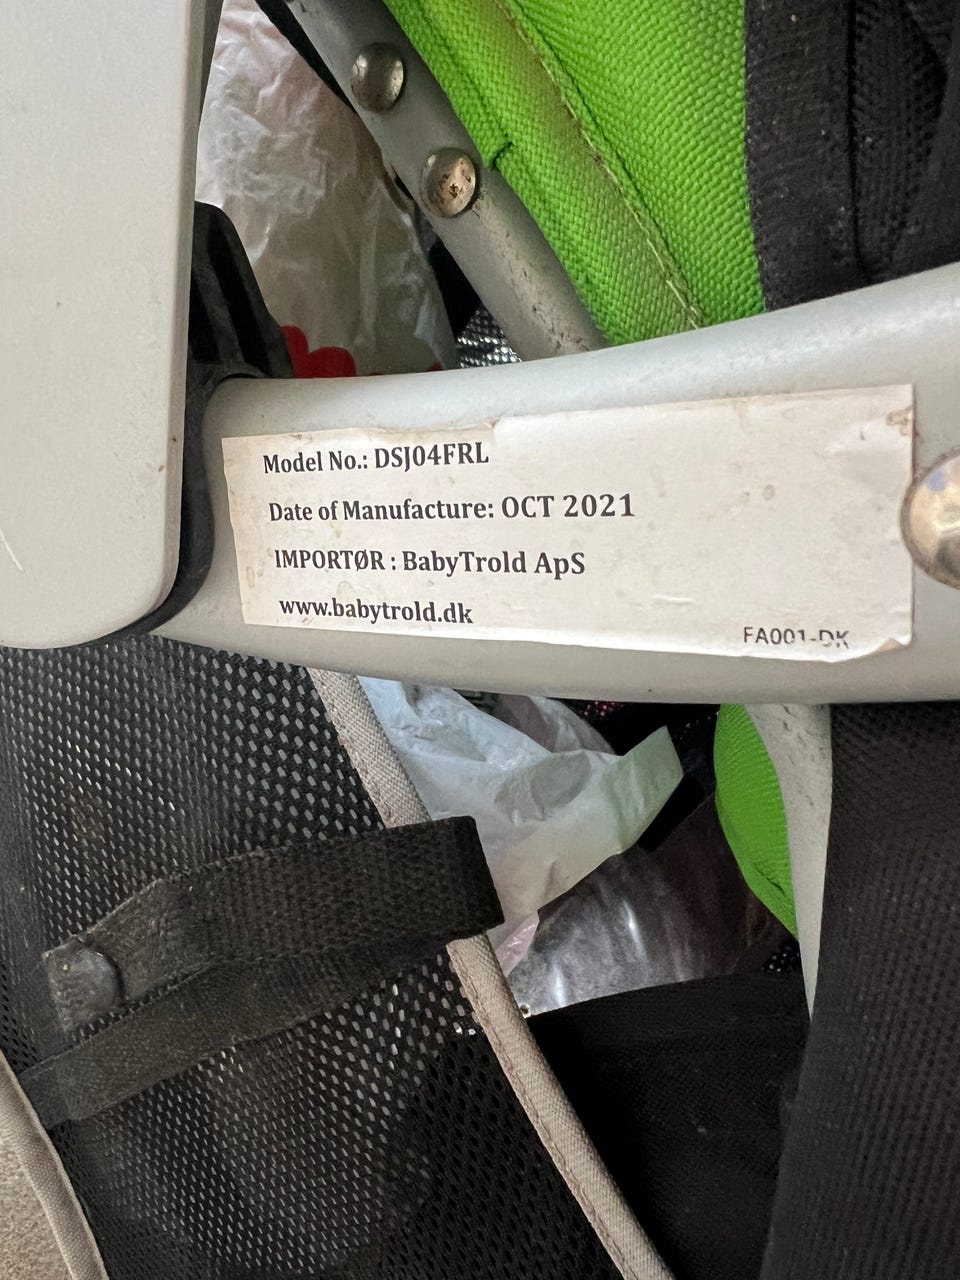 Model No.: DSJ04FRL
Date of Manufacture: OCT 2021
IMPORTØR : BabyTrold ApS
www.babytrold.dk
FA001-DK